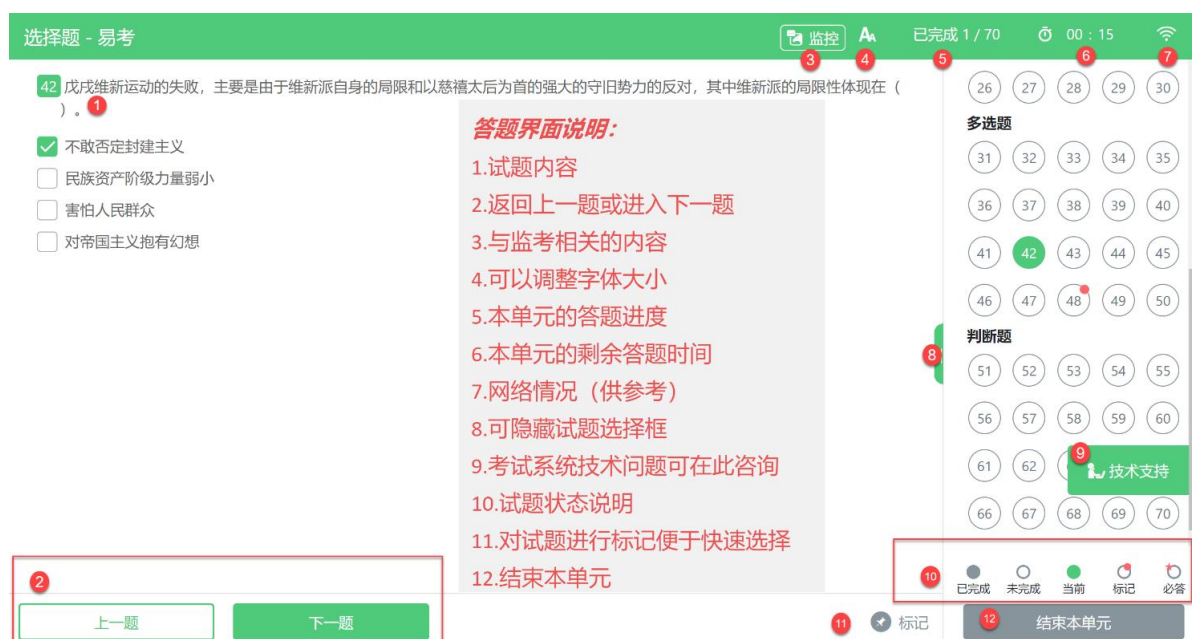 选择题 - 易考
监控
3
AA
4
已完成 1 / 70
5
00 : 15
6
7
42 戊戌维新运动的失败，主要是由于维新派自身的局限和以慈禧太后为首的强大的守旧势力的反对，其中维新派的局限性体现在（
）。
1
不敢否定封建主义
民族资产阶级力量弱小
害怕人民群众
对帝国主义抱有幻想
答题界面说明：
1.试题内容
2.返回上一题或进入下一题
3.与监考相关的内容
4.可以调整字体大小
5.本单元的答题进度
6.本单元的剩余答题时间
7.网络情况（供参考）
8.可隐藏试题选择框
9.考试系统技术问题可在此咨询
10.试题状态说明
11.对试题进行标记便于快速选择
12.结束本单元
26 27 28 29 30
多选题
31 32 33 34 35
36 37 38 39 40
41 42 43 44 45
46 47 48 49 50
判断题
8
51 52 53 54 55
56 57 58 59 60
9
61 62
技术支持
66 67 68 69 70
10
已完成 未完成 当前 标记 必答
2
上一题
下一题
11
标记
12
结束本单元